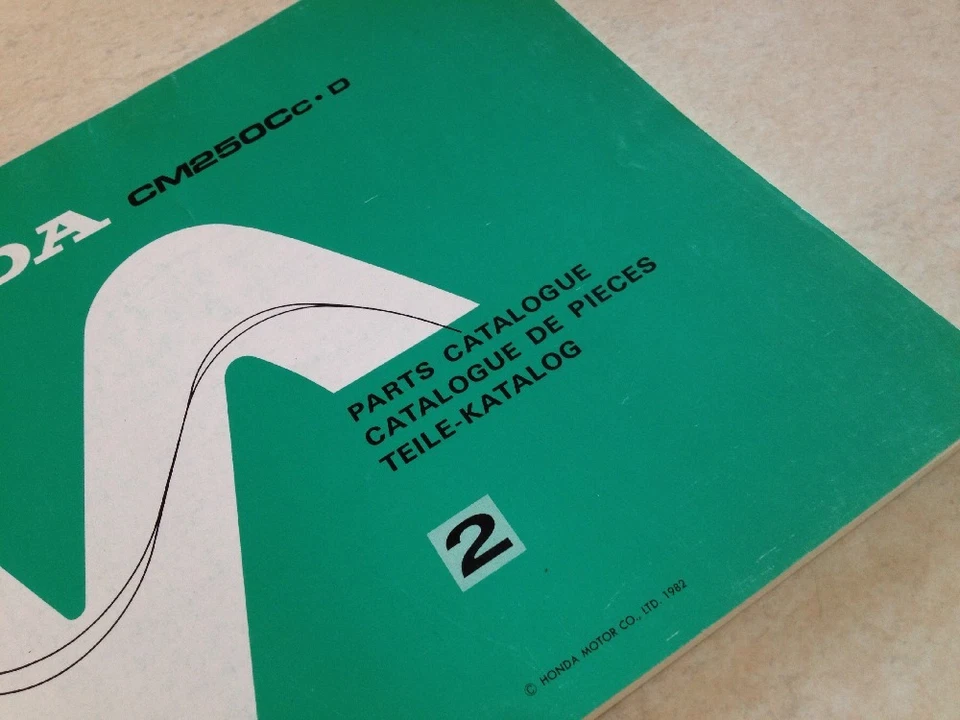 CM250Cc·D
DA
PARTS CATALOGUE
CATALOGUE DE PIECES
TEILE-KATALOG
2
© HONDA MOTOR CO., LTD. 1982